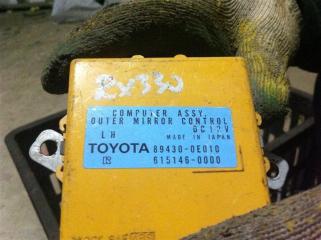 RX330
COMPUTER ASSY,
OUTER MIRROR CONTROL
DC12V
LH MADE IN JAPAN
TOYOTA 89430-0E010
615146-0000